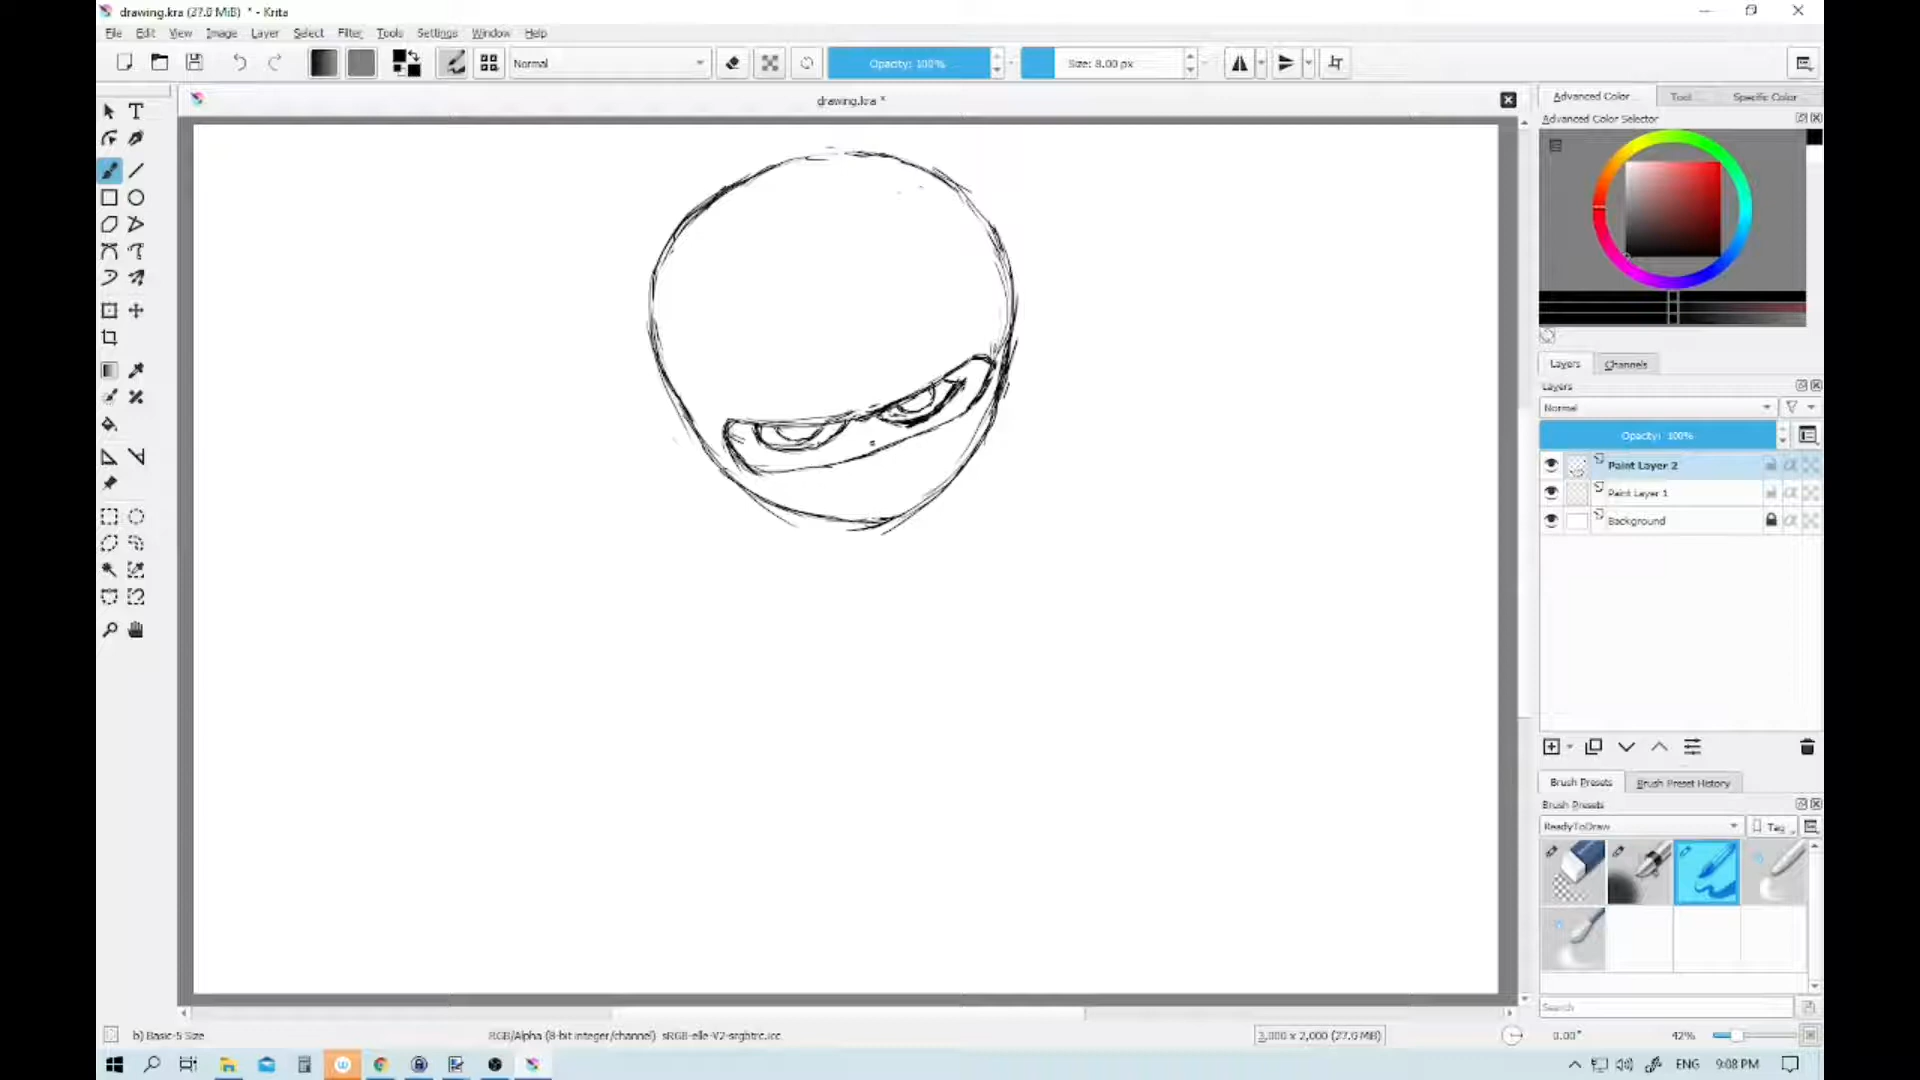 drawing.kra (27.0 MiB) * - Krita
File Edit View Image Layer Select Filter Tools Settings Window Help
Normal
Opacity: 100%
Size: 8.00 px
drawing.kra *
Advanced Color ... Tool ... Specific Color ...
Advanced Color Selector
Layers Channels
Layers
Normal
Opacity: 100%
Paint Layer 2
Paint Layer 1
Background
Brush Presets Brush Preset History
Brush Presets
ReadyToDraw
Tag
Search
b) Basic-5 Size
RGB/Alpha (8-bit integer/channel) sRGB-elle-V2-srgbtrc.icc
3,000 x 2,000 (27.0 MiB)
0.00°
42%
ENG
9:08 PM